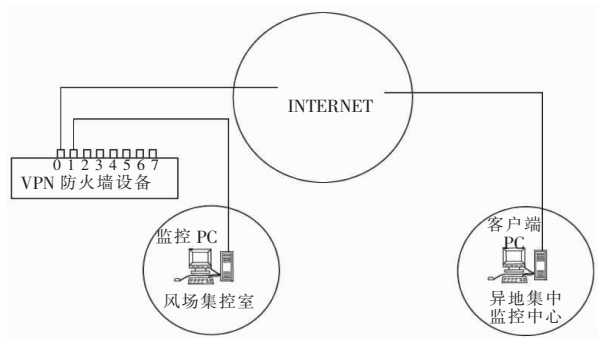 INTERNET
0 1 2 3 4 5 6 7
VPN 防火墙设备
监控 PC
风场集控室
客户端
PC
异地集中
监控中心